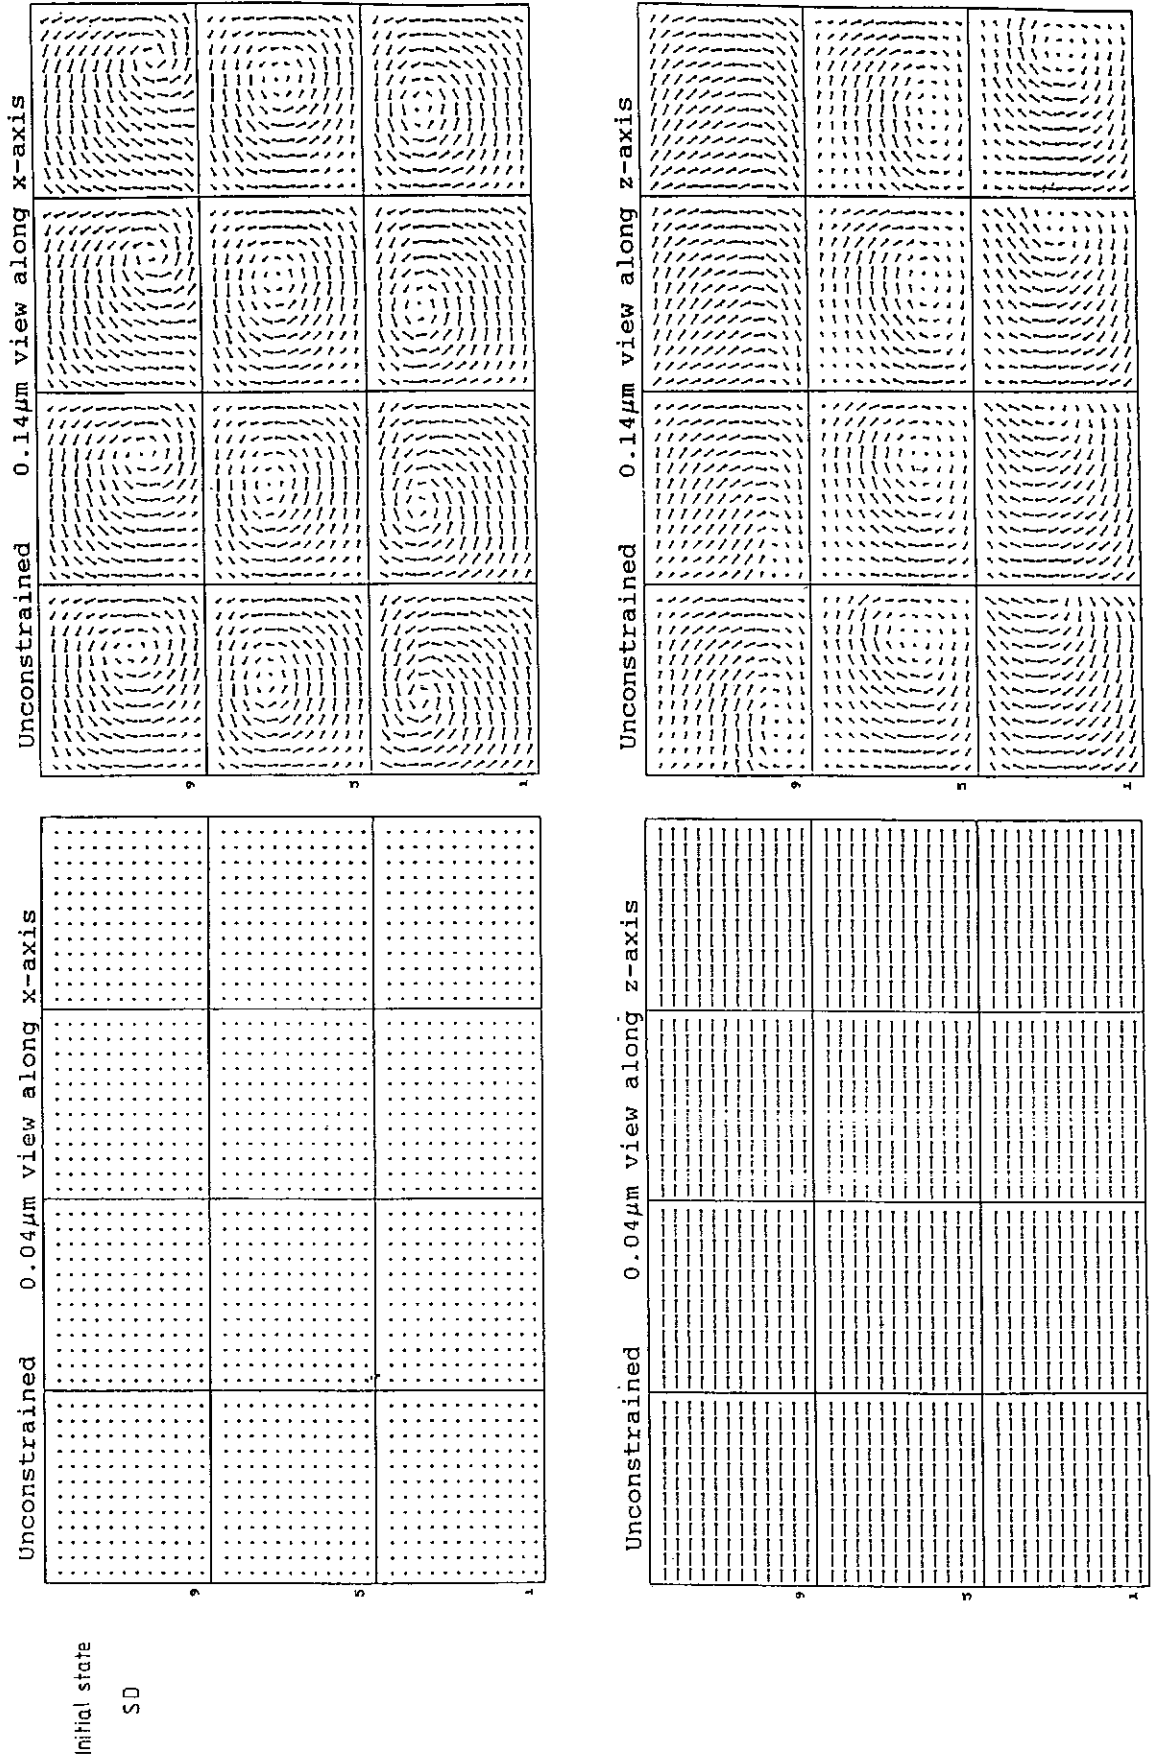 Initial state
SD
Unconstrained 0.04µm view along x-axis
9
5
1
Unconstrained 0.14µm view along x-axis
9
5
1
Unconstrained 0.04µm view along z-axis
9
5
1
Unconstrained 0.14µm view along z-axis
9
5
1